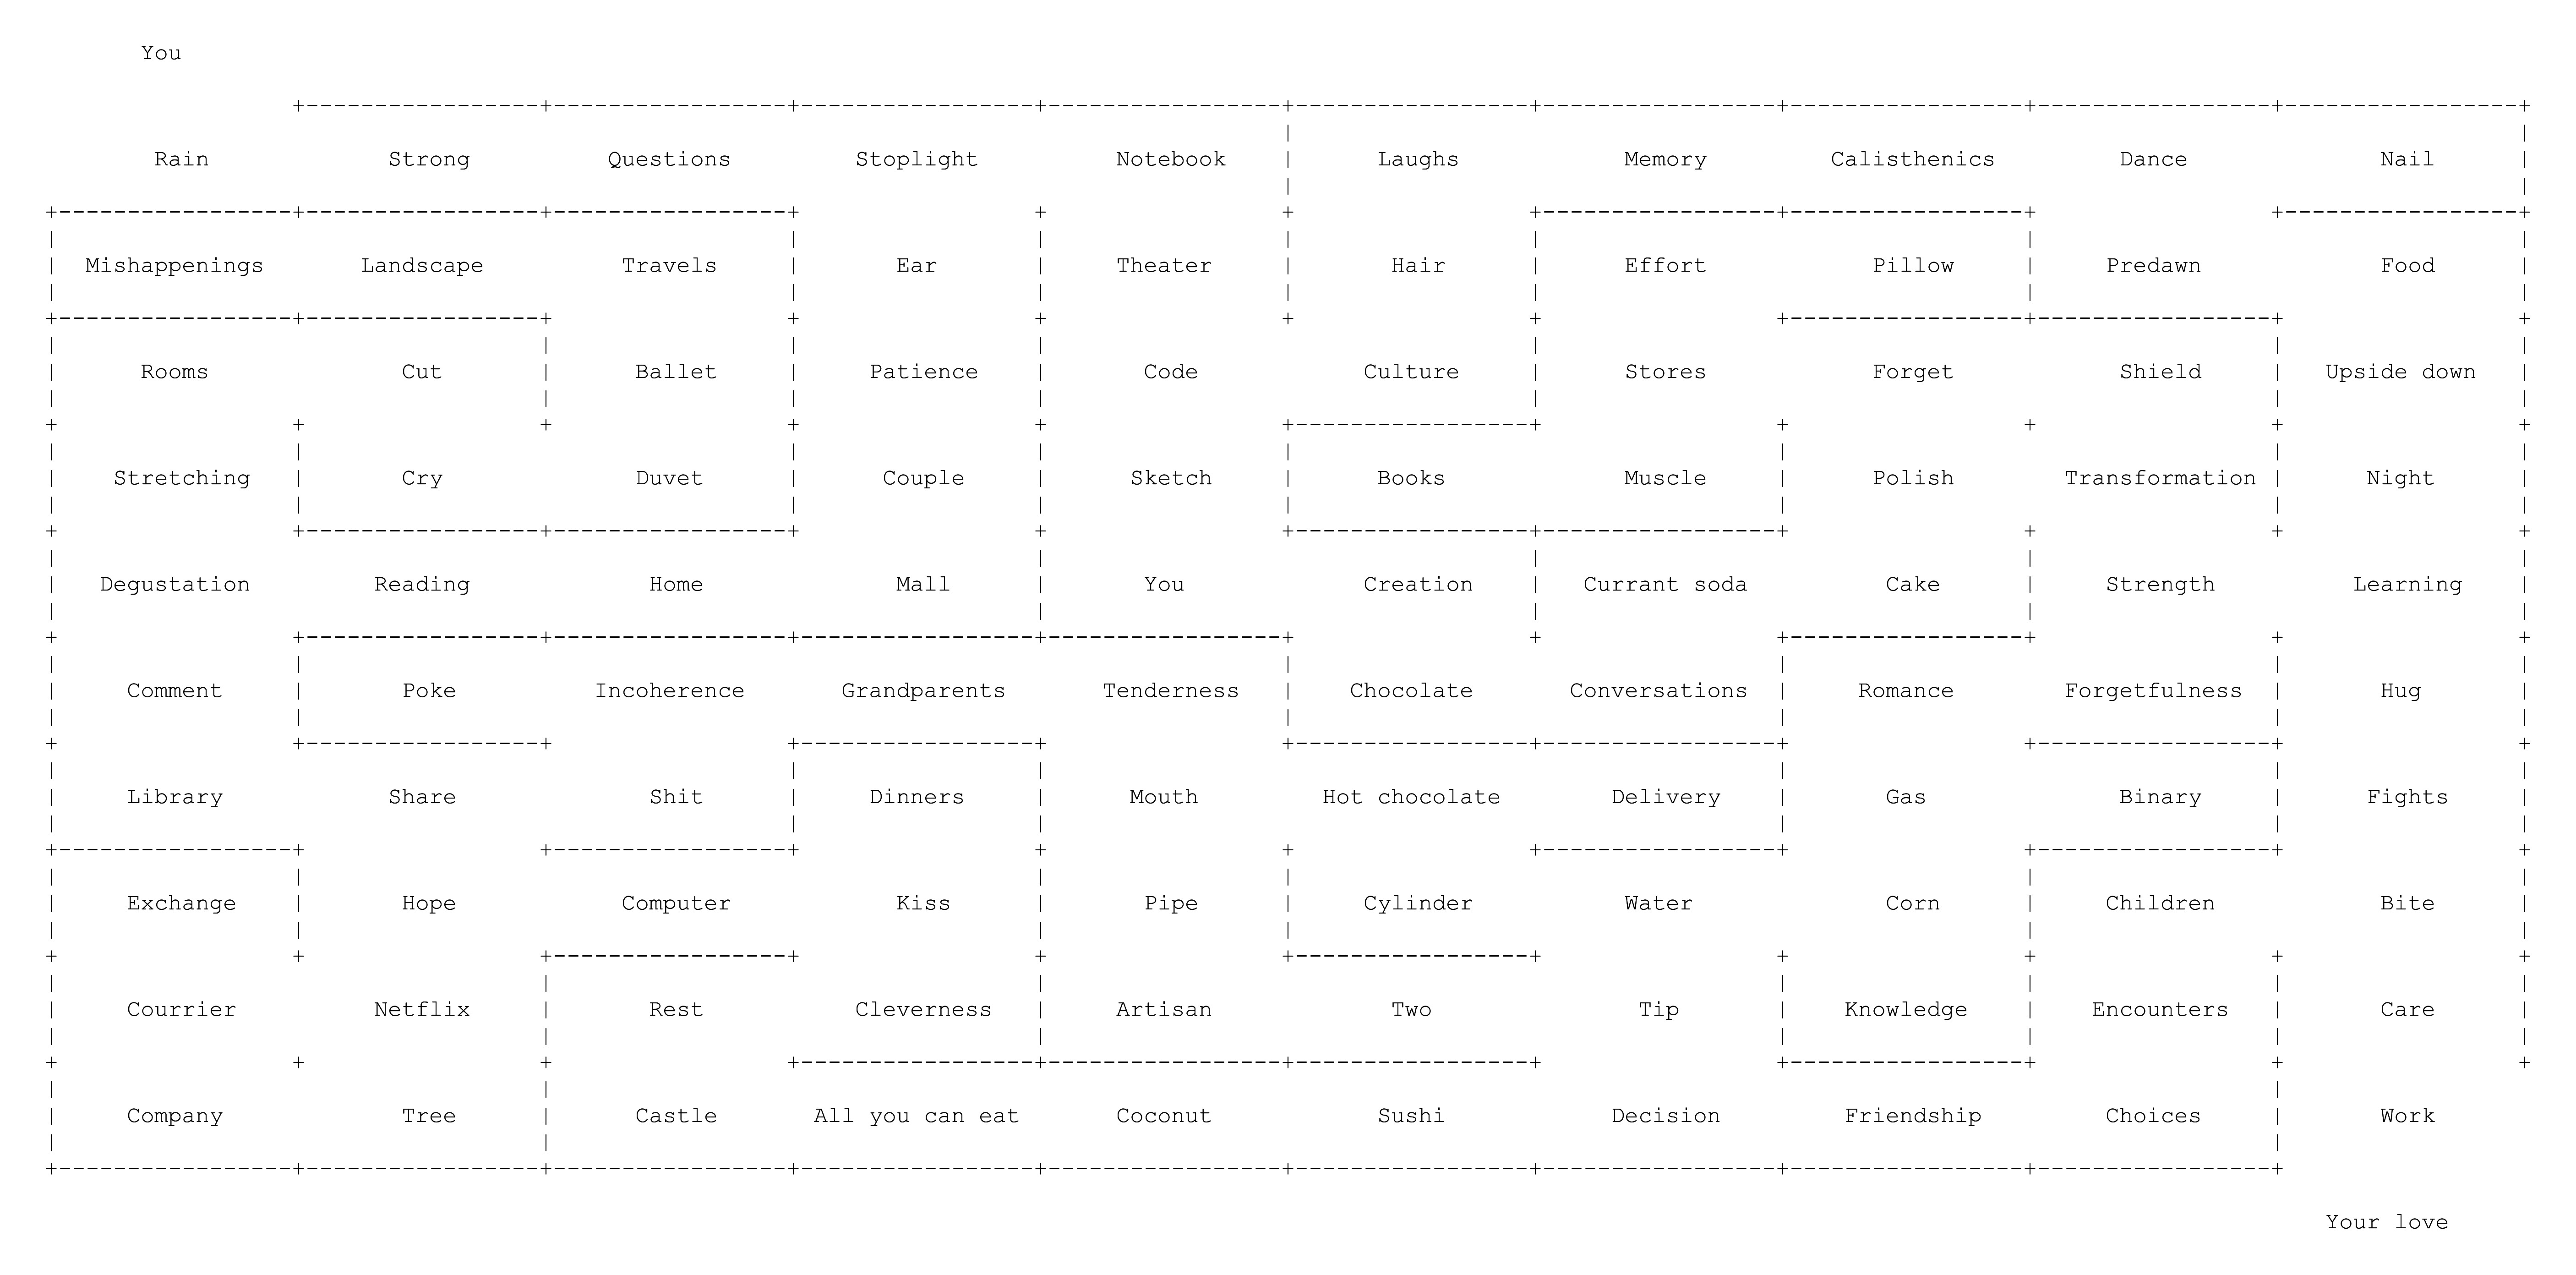 You
Rain Strong Questions Stoplight Notebook Laughs Memory Calisthenics Dance Nail
Mishappenings Landscape Travels Ear Theater Hair Effort Pillow Predawn Food
Rooms Cut Ballet Patience Code Culture Stores Forget Shield Upside down
Stretching Cry Duvet Couple Sketch Books Muscle Polish Transformation Night
Degustation Reading Home Mall You Creation Currant soda Cake Strength Learning
Comment Poke Incoherence Grandparents Tenderness Chocolate Conversations Romance Forgetfulness Hug
Library Share Shit Dinners Mouth Hot chocolate Delivery Gas Binary Fights
Exchange Hope Computer Kiss Pipe Cylinder Water Corn Children Bite
Courrier Netflix Rest Cleverness Artisan Two Tip Knowledge Encounters Care
Company Tree Castle All you can eat Coconut Sushi Decision Friendship Choices Work
Your love